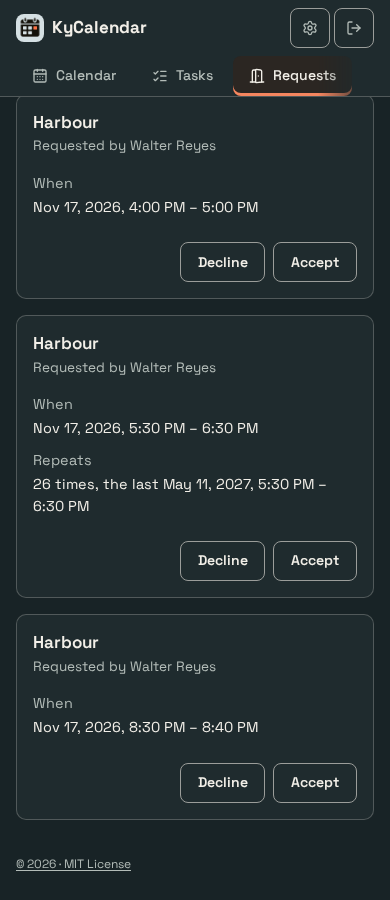 KyCalendar
Calendar
Tasks
Requests
Harbour
Requested by Walter Reyes
When
Nov 17, 2026, 4:00 PM – 5:00 PM
Decline
Accept
Harbour
Requested by Walter Reyes
When
Nov 17, 2026, 5:30 PM – 6:30 PM
Repeats
26 times, the last May 11, 2027, 5:30 PM –
6:30 PM
Decline
Accept
Harbour
Requested by Walter Reyes
When
Nov 17, 2026, 8:30 PM – 8:40 PM
Decline
Accept
© 2026 · MIT License